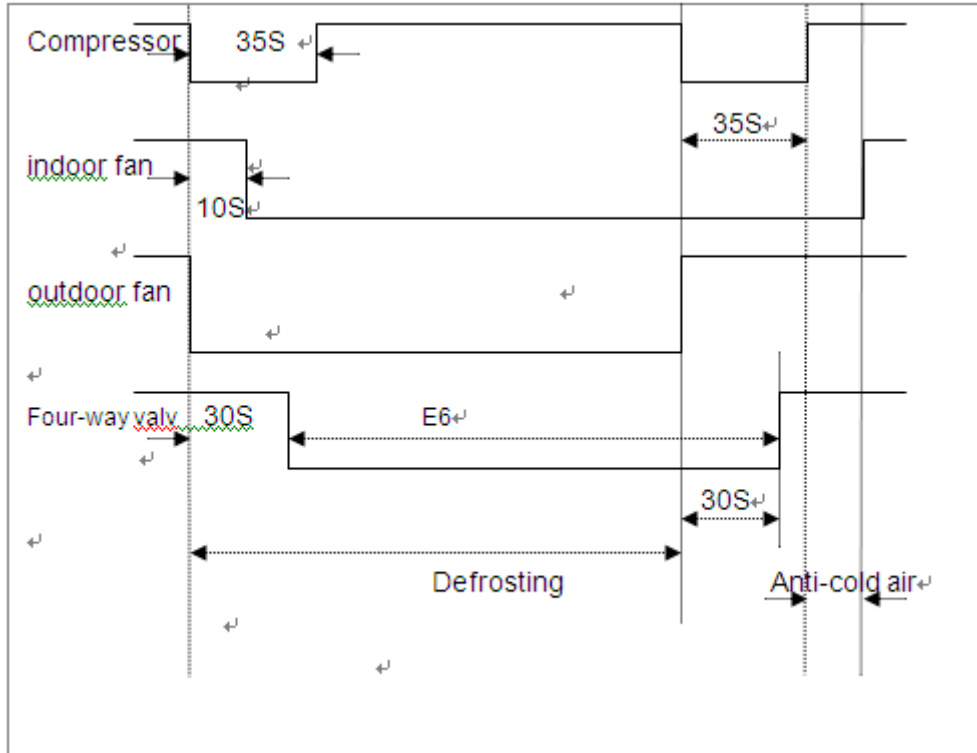 Compressor 35S
35S
indoor fan
10S
outdoor fan
Four-way valv 30S E6
30S
Defrosting Anti-cold air